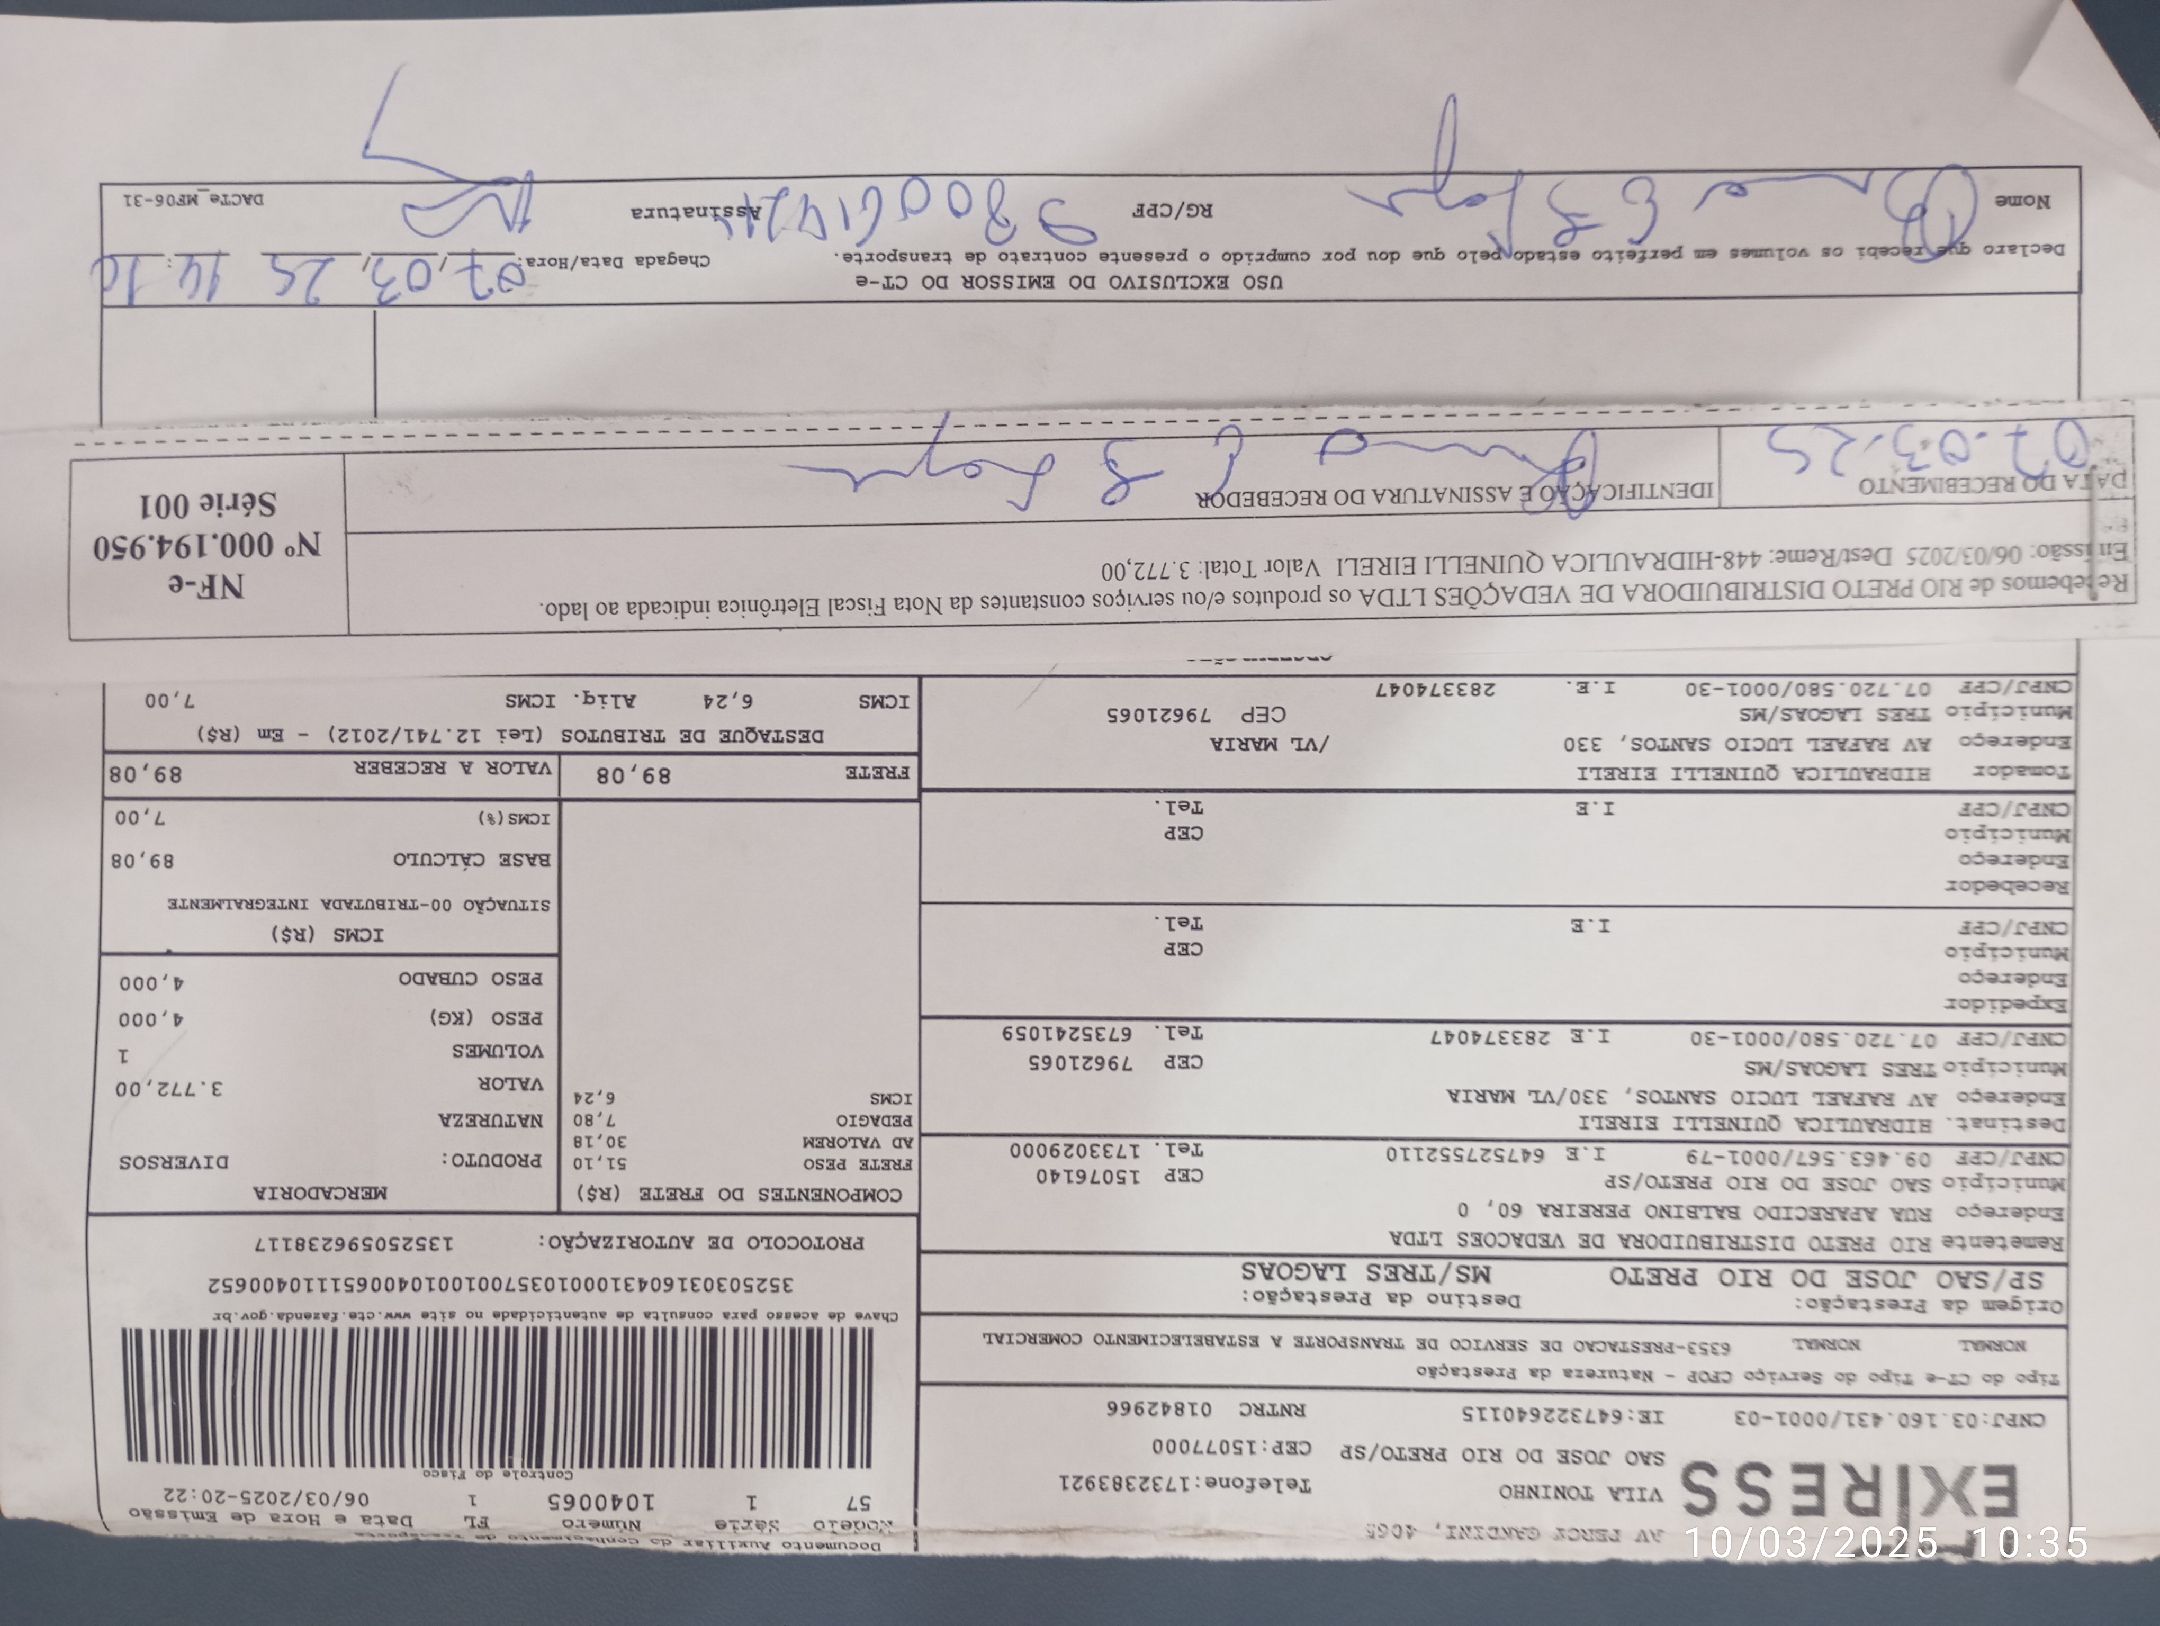 AV PERCY GANDINI, 4065
VILA TONINHO Telefone:1732383921
SAO JOSE DO RIO PRETO/SP CEP:15077000
CNPJ:03.160.431/0001-03 IE:647322640115 RNTRC 01842966
Documento Auxiliar do Conhecimento de Transporte
Modelo Série Número FL Data e Hora de Emissão
57 1 1040065 1 06/03/2025-20:22
Controle do Fisco
Tipo do CT-e Tipo do Serviço CFOP - Natureza da Prestação
NORMAL NORMAL 6353-PRESTACAO DE SERVICO DE TRANSPORTE A ESTABELECIMENTO COMERCIAL
Chave de acesso para consulta de autenticidade no site www.cte.fazenda.gov.br
35250303160431000103570010010400651111040065​2
PROTOCOLO DE AUTORIZAÇÃO: 135250596238117
Origem da Prestação: Destino da Prestação:
SP/SAO JOSE DO RIO PRETO MS/TRES LAGOAS
Remetente RIO PRETO DISTRIBUIDORA DE VEDACOES LTDA
Endereço RUA APARECIDO BALBINO PEREIRA 60, 0
Município SAO JOSE DO RIO PRETO/SP CEP 15076140
CNPJ/CPF 09.463.567/0001-79 I.E 647527552110 Tel. 1733029000
Destinat. HIDRAULICA QUINELLI EIRELI
Endereço AV RAFAEL LUCIO SANTOS, 330/VL MARIA
Município TRES LAGOAS/MS CEP 79621065
CNPJ/CPF 07.720.580/0001-30 I.E 283374047 Tel. 6735241059
Expedidor
Endereço
Município CEP
CNPJ/CPF I.E Tel.
Recebedor
Endereço
Município CEP
CNPJ/CPF I.E Tel.
Tomador HIDRAULICA QUINELLI EIRELI
Endereço AV RAFAEL LUCIO SANTOS, 330 /VL MARIA
Município TRES LAGOAS/MS CEP 79621065
CNPJ/CPF 07.720.580/0001-30 I.E. 283374047
COMPONENTES DO FRETE (R$)
FRETE PESO 51,10
AD VALOREM 30,18
PEDAGIO 7,80
ICMS 6,24
MERCADORIA
PRODUTO: DIVERSOS
NATUREZA
VALOR 3.772,00
VOLUMES 1
PESO (KG) 4,000
PESO CUBADO 4,000
ICMS (R$)
SITUAÇÃO 00-TRIBUTADA INTEGRALMENTE
BASE CÁLCULO 89,08
ICMS(%) 7,00
FRETE 89,08 VALOR A RECEBER 89,08
DESTAQUE DE TRIBUTOS (Lei 12.741/2012) - Em (R$)
ICMS 6,24 Aliq. ICMS 7,00
Recebemos de RIO PRETO DISTRIBUIDORA DE VEDAÇÕES LTDA os produtos e/ou serviços constantes da Nota Fiscal Eletrônica indicada ao lado.
Emissão: 06/03/2025 Dest/Reme: 448-HIDRAULICA QUINELLI EIRELI Valor Total: 3.772,00
DATA DO RECEBIMENTO IDENTIFICAÇÃO E ASSINATURA DO RECEBEDOR
07.03.25
NF-e
Nº 000.194.950
Série 001
USO EXCLUSIVO DO EMISSOR DO CT-e
Declaro que recebi os volumes em perfeito estado pelo que dou por cumprido o presente contrato de transporte.
Chegada Data/Hora: 07/03/25 14:10
Nome RG/CPF Assinatura
DACTe_MF06-31
10/03/2025 10:35